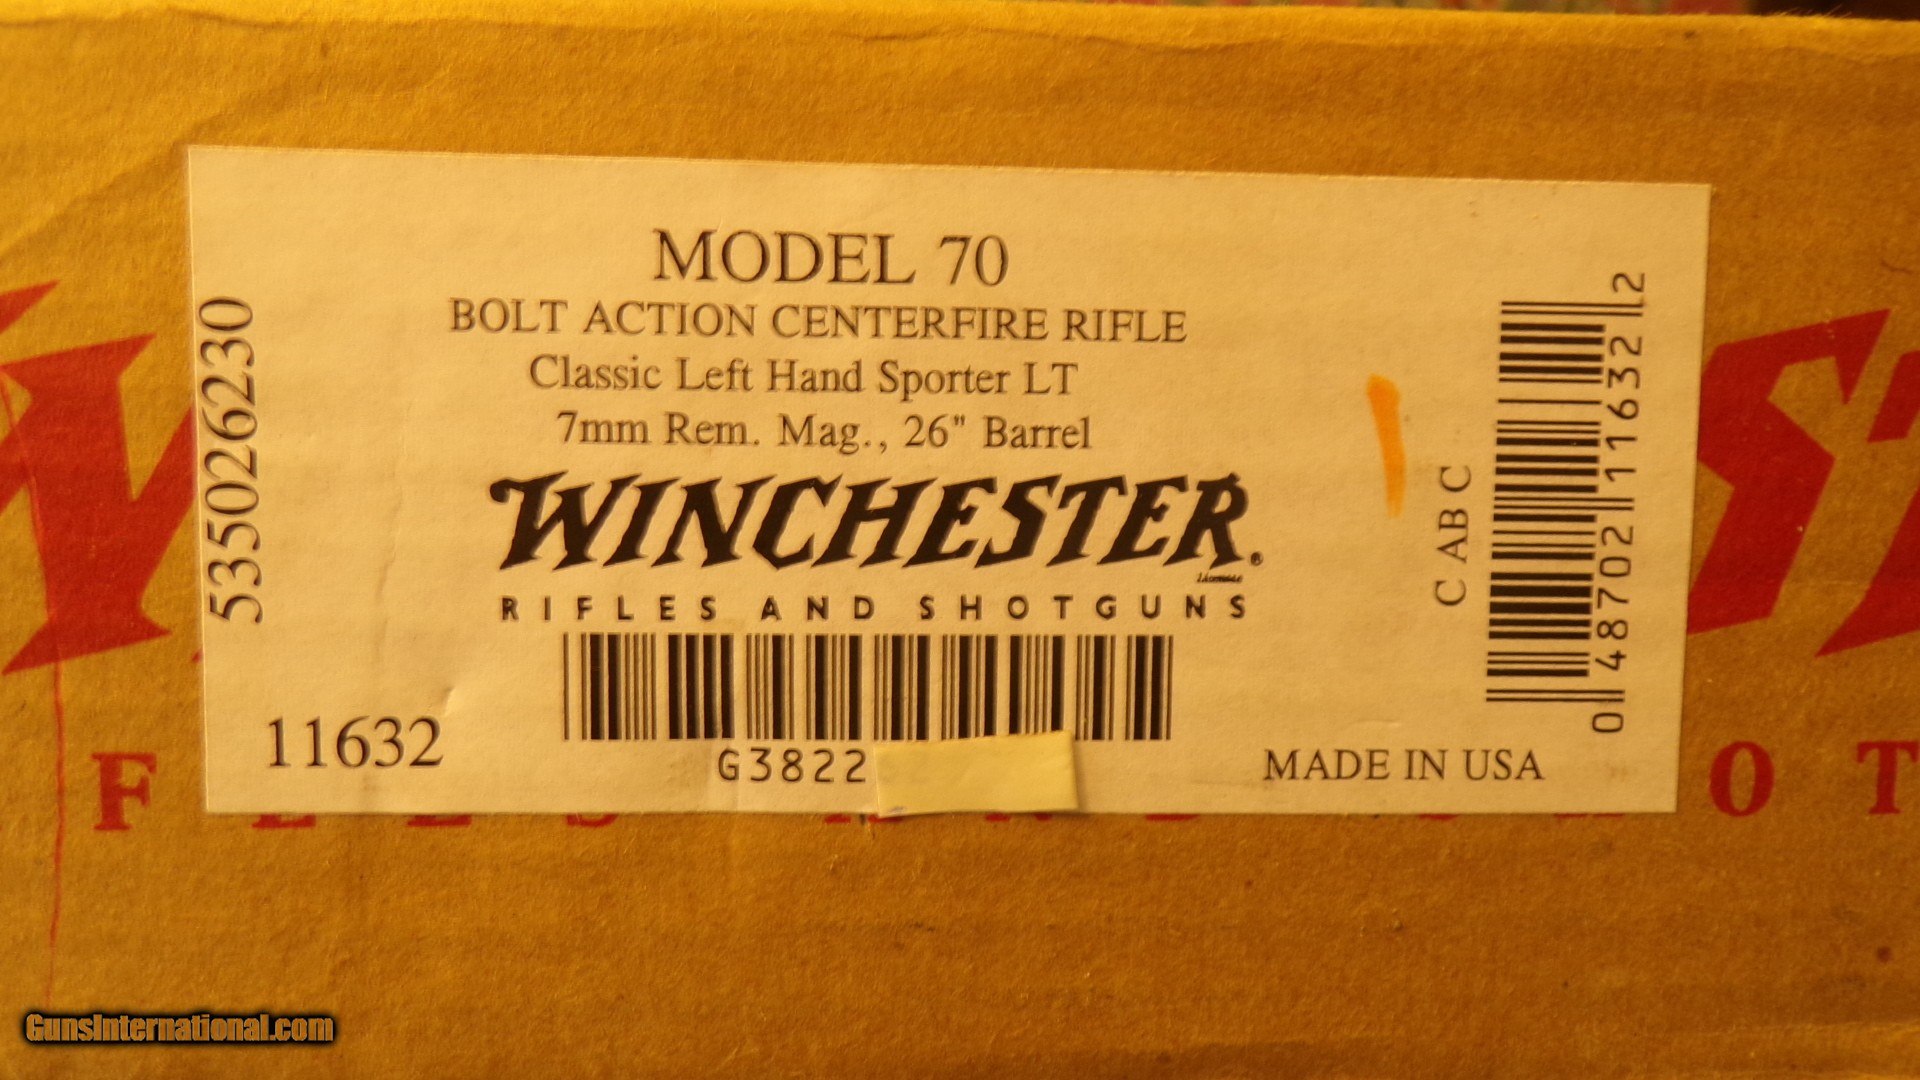 MODEL 70
BOLT ACTION CENTERFIRE RIFLE
Classic Left Hand Sporter LT
7mm Rem. Mag., 26" Barrel
WINCHESTER®
RIFLES AND SHOTGUNS
G3822
11632
MADE IN USA
535026230
C AB C
0 48702 11632 2
GunsInternational.com